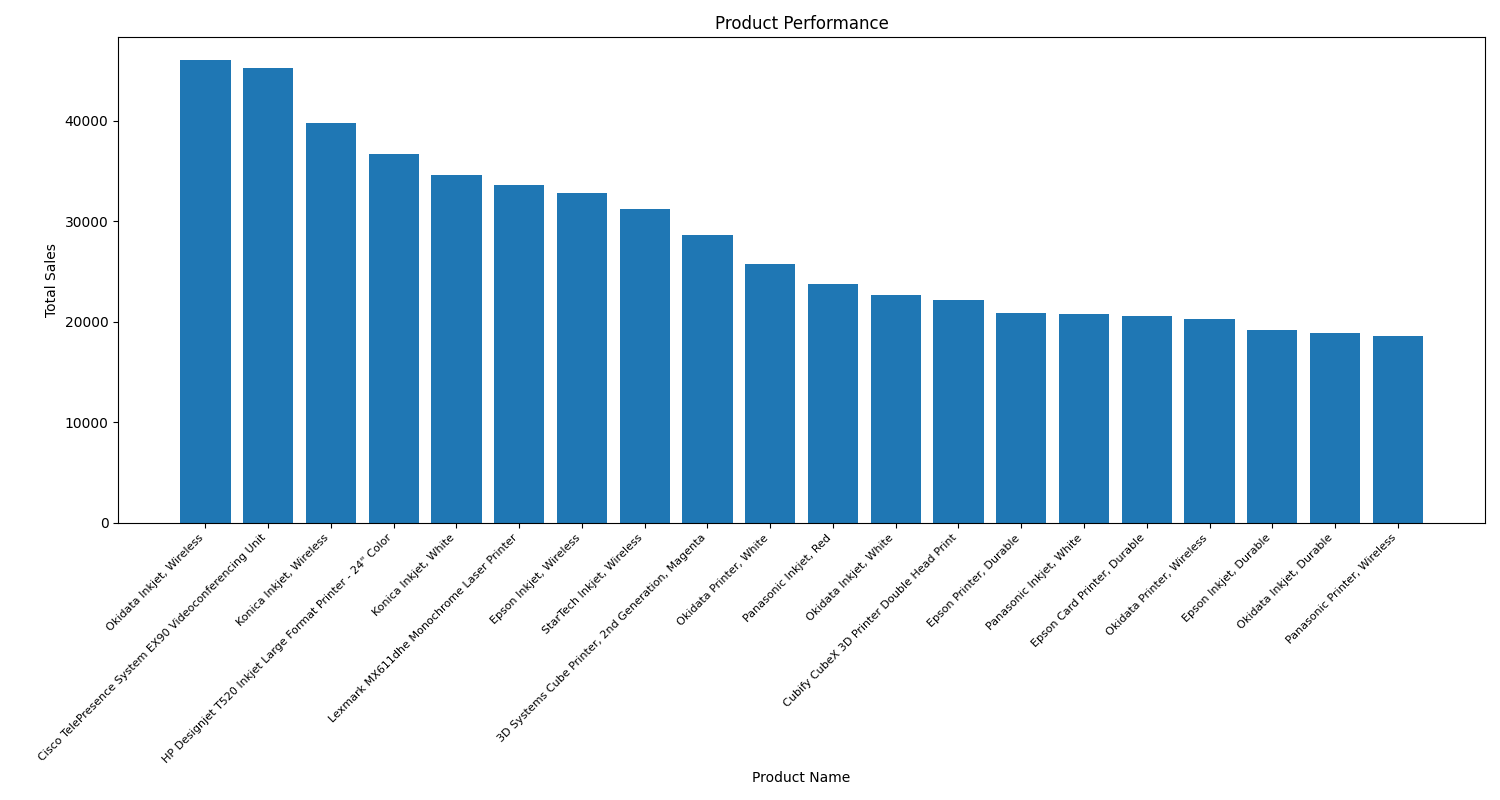 Product Performance
Total Sales
40000
30000
20000
10000
0
Okidata Inkjet, Wireless
Cisco TelePresence System EX90 Videoconferencing Unit
Konica Inkjet, Wireless
HP Designjet T520 Inkjet Large Format Printer - 24" Color
Konica Inkjet, White
Lexmark MX611dhe Monochrome Laser Printer
Epson Inkjet, Wireless
StarTech Inkjet, Wireless
3D Systems Cube Printer, 2nd Generation, Magenta
Okidata Printer, White
Panasonic Inkjet, Red
Okidata Inkjet, White
Cubify CubeX 3D Printer Double Head Print
Epson Printer, Durable
Panasonic Inkjet, White
Epson Card Printer, Durable
Okidata Printer, Wireless
Epson Inkjet, Durable
Okidata Inkjet, Durable
Panasonic Printer, Wireless
Product Name